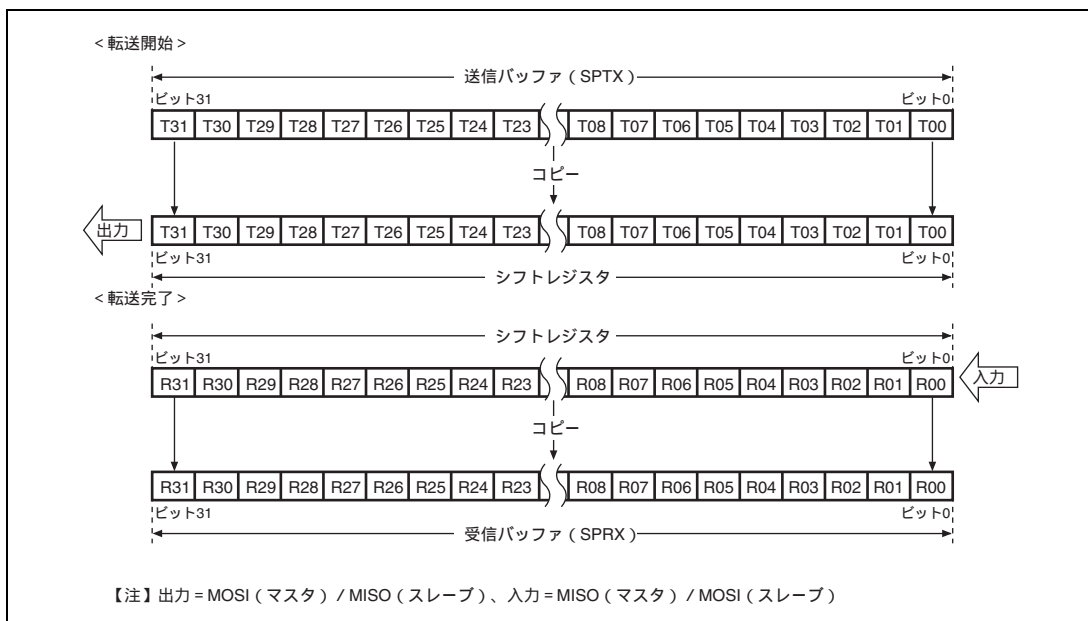 <転送開始>
送信バッファ(SPTX)
ビット31 ビット0
T31 T30 T29 T28 T27 T26 T25 T24 T23 T08 T07 T06 T05 T04 T03 T02 T01 T00
コピー
出力 T31 T30 T29 T28 T27 T26 T25 T24 T23 T08 T07 T06 T05 T04 T03 T02 T01 T00
ビット31 ビット0
シフトレジスタ
<転送完了>
シフトレジスタ
ビット31 ビット0
R31 R30 R29 R28 R27 R26 R25 R24 R23 R08 R07 R06 R05 R04 R03 R02 R01 R00 入力
コピー
R31 R30 R29 R28 R27 R26 R25 R24 R23 R08 R07 R06 R05 R04 R03 R02 R01 R00
ビット31 ビット0
受信バッファ(SPRX)
【注】出力=MOSI(マスタ)/MISO(スレーブ)、入力=MISO(マスタ)/MOSI(スレーブ)